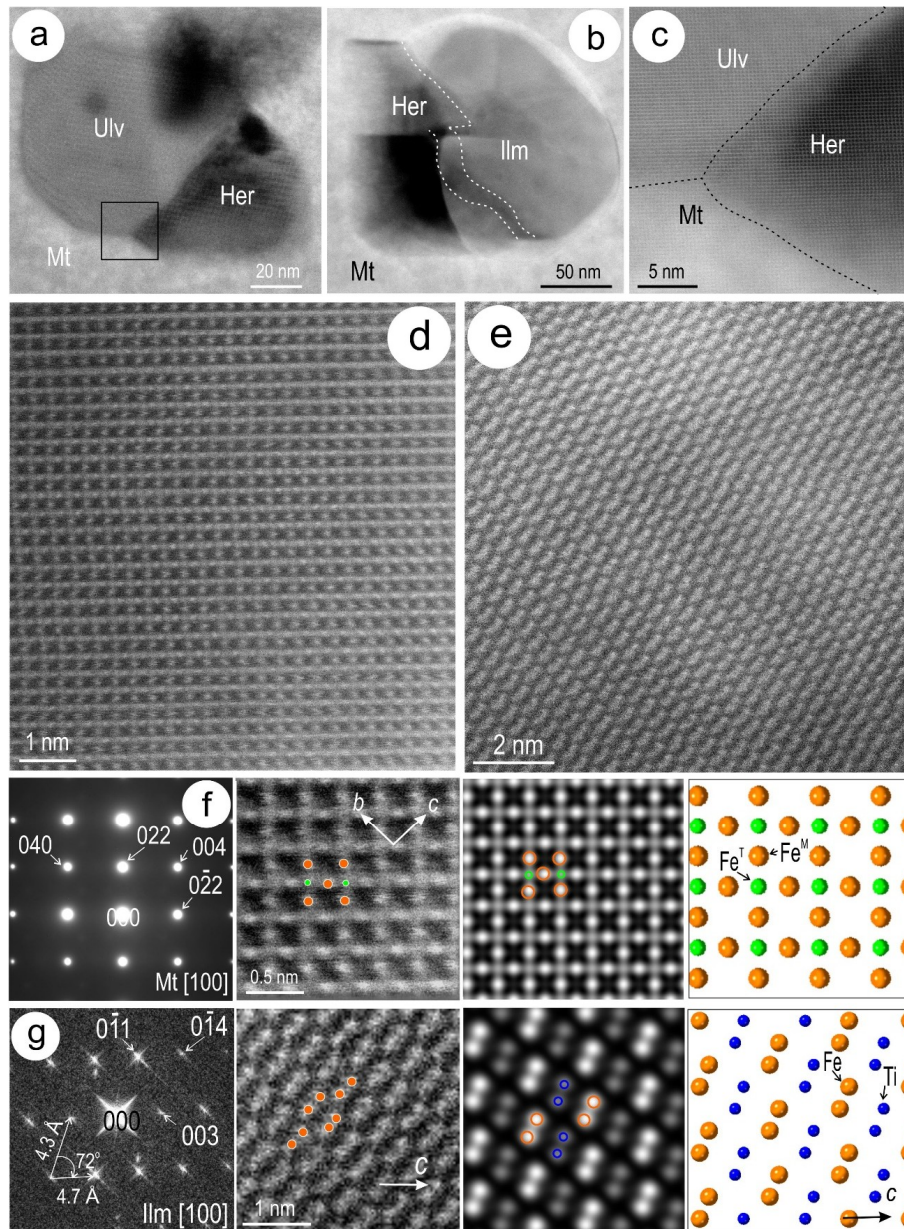 a
Ulv
Her
Mt
20 nm
b
Her
Ilm
Mt
50 nm
c
Ulv
Her
Mt
5 nm
d
1 nm
e
2 nm
f
040
022
004
02̄2
000
Mt [100]
b
c
0.5 nm
Feᵀ
Feᴹ
g
01̄1
01̄4
000
003
4.3 Å
72°
4.7 Å
Ilm [100]
c
1 nm
Fe
Ti
c